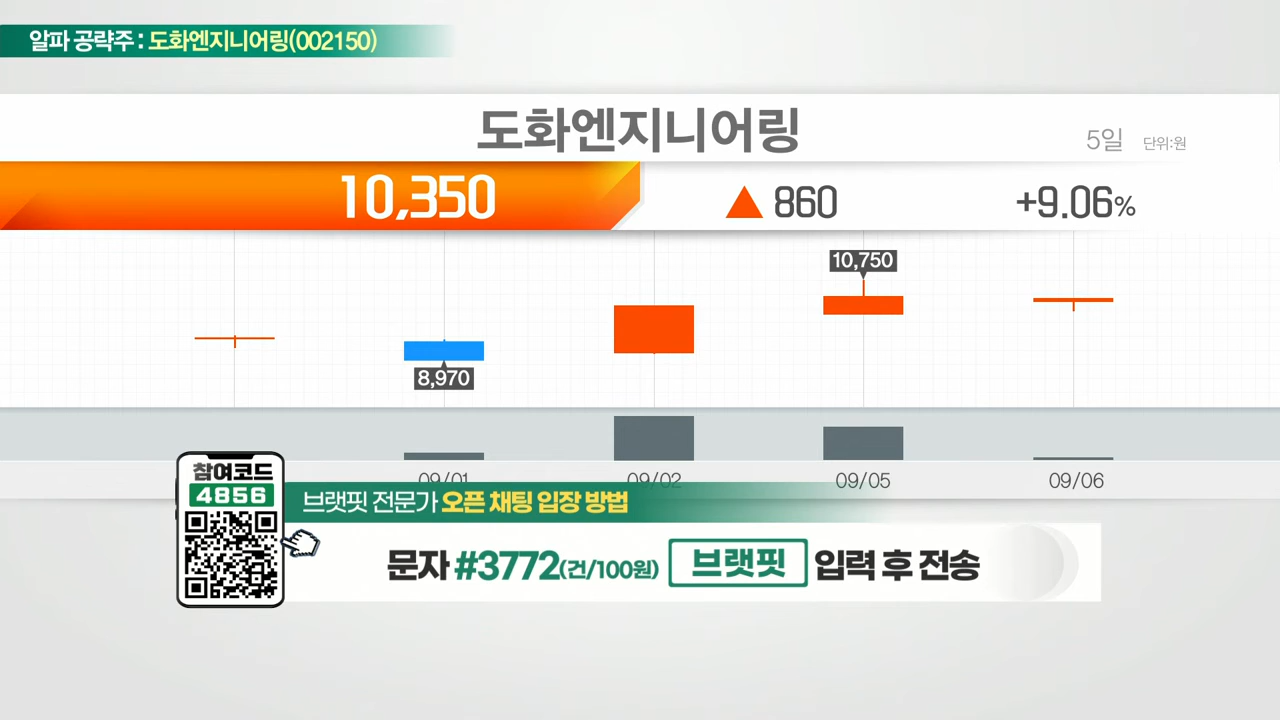 알파 공략주 : 도화엔지니어링(002150)
도화엔지니어링
5일 단위:원
10,350 ▲ 860 +9.06%
10,750
8,970
09/01 09/02 09/05 09/06
참여코드
4856
브랫핏 전문가 오픈 채팅 입장 방법
문자 #3772(건/100원) 브랫핏 입력 후 전송